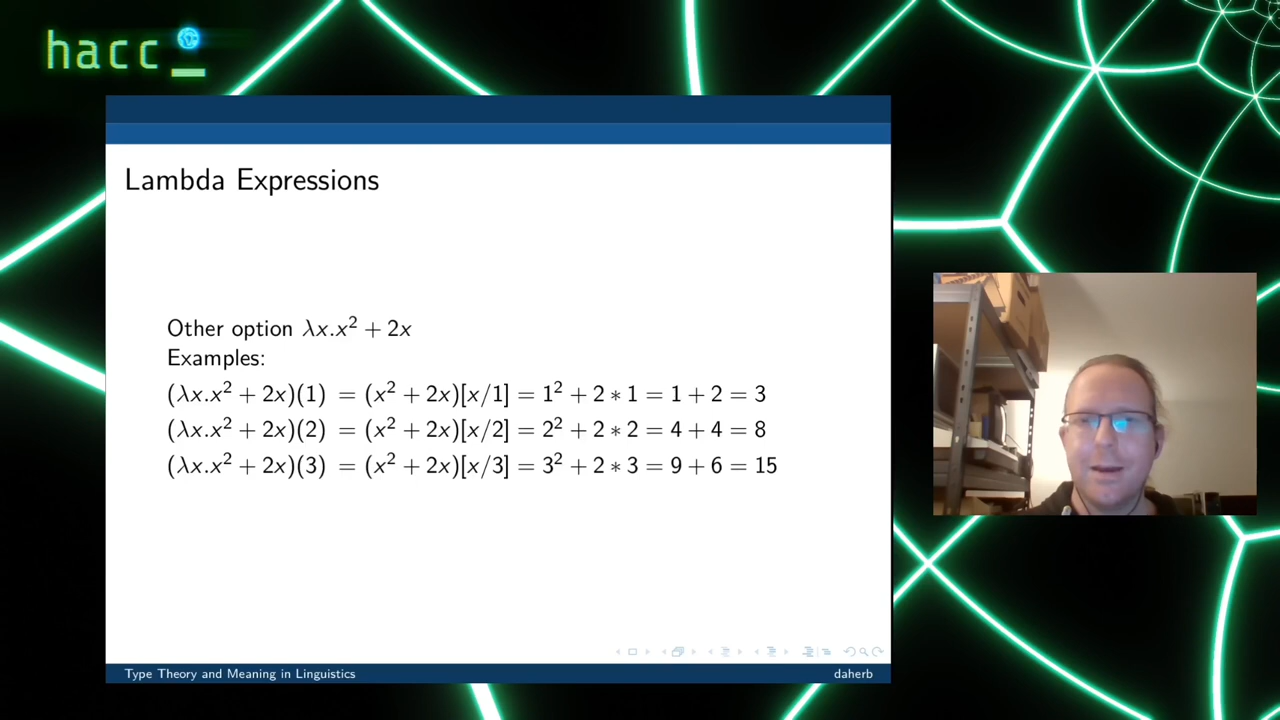 hacc
Lambda Expressions
Other option λx.x² + 2x
Examples:
(λx.x² + 2x)(1) = (x² + 2x)[x/1] = 1² + 2 ∗ 1 = 1 + 2 = 3
(λx.x² + 2x)(2) = (x² + 2x)[x/2] = 2² + 2 ∗ 2 = 4 + 4 = 8
(λx.x² + 2x)(3) = (x² + 2x)[x/3] = 3² + 2 ∗ 3 = 9 + 6 = 15
Type Theory and Meaning in Linguistics daherb